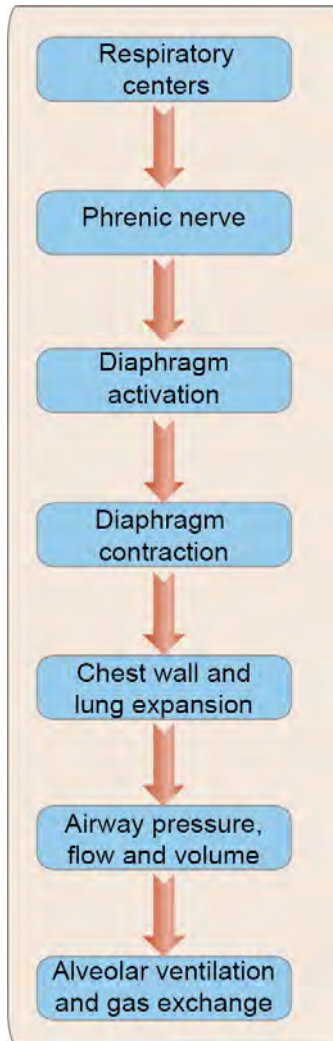 Respiratory
centers
Phrenic nerve
Diaphragm
activation
Diaphragm
contraction
Chest wall and
lung expansion
Airway pressure,
flow and volume
Alveolar ventilation
and gas exchange